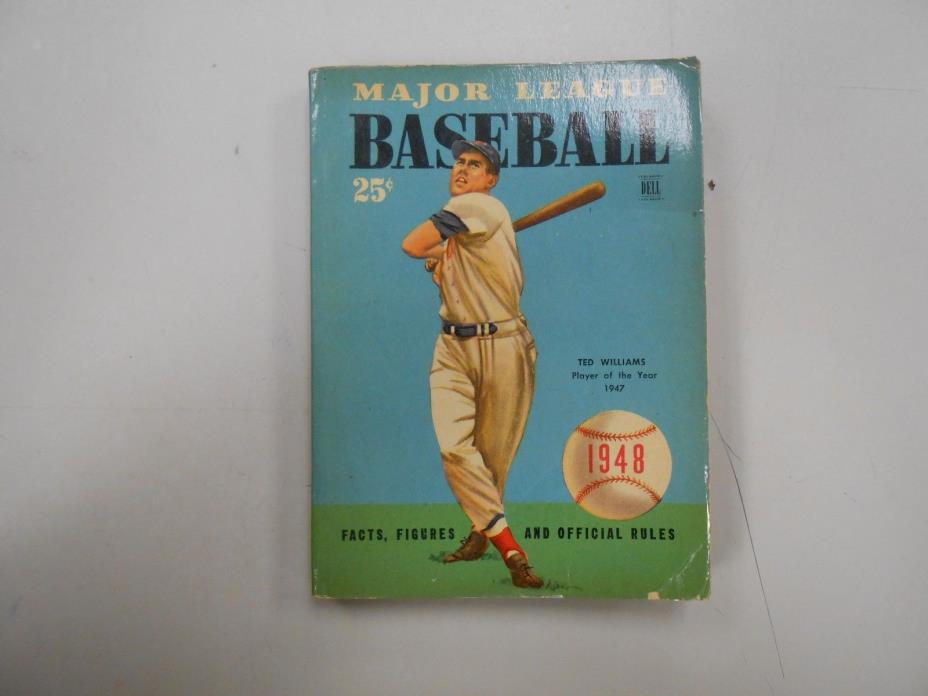 MAJOR LEAGUE
BASEBALL
25¢
DELL
TED WILLIAMS
Player of the Year
1947
1948
FACTS, FIGURES AND OFFICIAL RULES